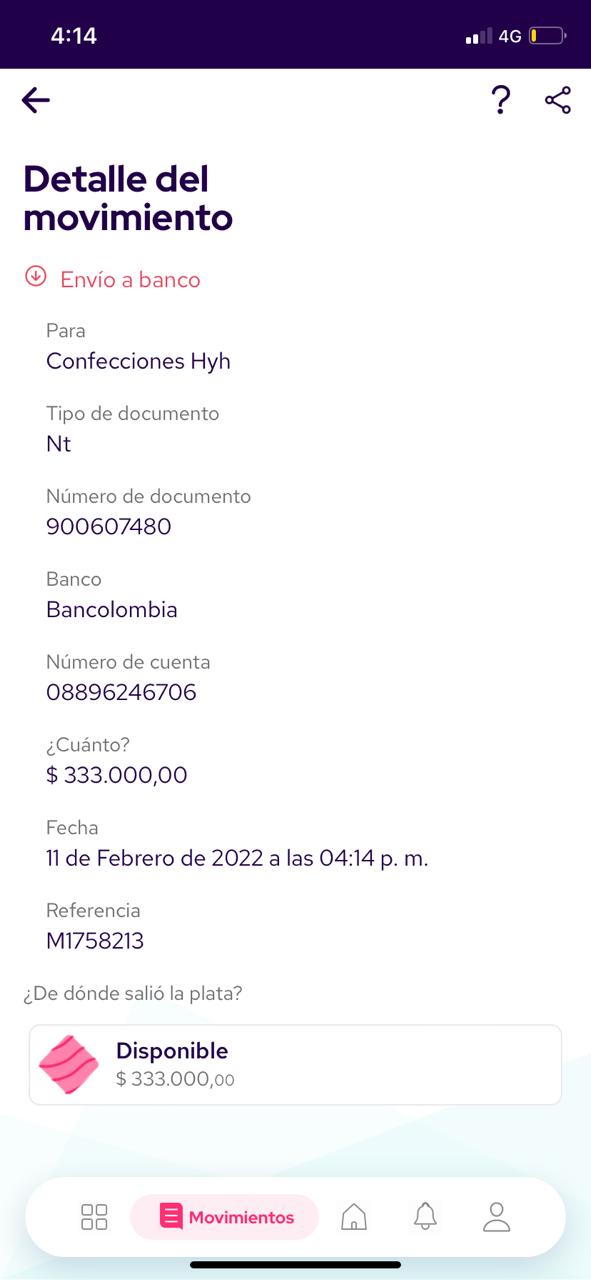 4:14
4G
?
Detalle del
movimiento
Envío a banco
Para
Confecciones Hyh
Tipo de documento
Nt
Número de documento
900607480
Banco
Bancolombia
Número de cuenta
08896246706
¿Cuánto?
$ 333.000,00
Fecha
11 de Febrero de 2022 a las 04:14 p. m.
Referencia
M1758213
¿De dónde salió la plata?
Disponible
$ 333.000,00
Movimientos